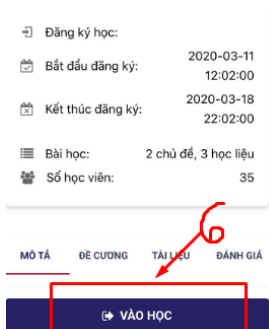 Đăng ký học:
Bắt đầu đăng ký: 2020-03-11
12:02:00
Kết thúc đăng ký: 2020-03-18
22:02:00
Bài học: 2 chủ đề, 3 học liệu
Số học viên: 35
6
MÔ TẢ ĐỀ CƯƠNG TÀI LIỆU ĐÁNH GIÁ
VÀO HỌC